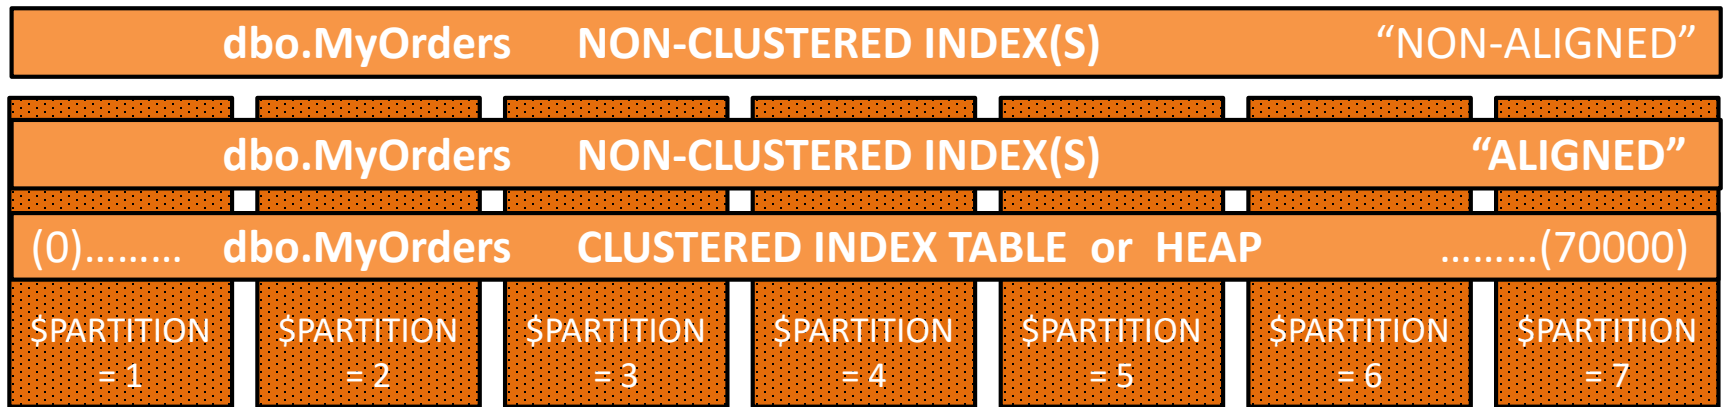 dbo.MyOrders NON-CLUSTERED INDEX(S) “NON-ALIGNED”
dbo.MyOrders NON-CLUSTERED INDEX(S) “ALIGNED”
(0)……… dbo.MyOrders CLUSTERED INDEX TABLE or HEAP ………(70000)
$PARTITION $PARTITION $PARTITION $PARTITION $PARTITION $PARTITION $PARTITION
= 1 = 2 = 3 = 4 = 5 = 6 = 7